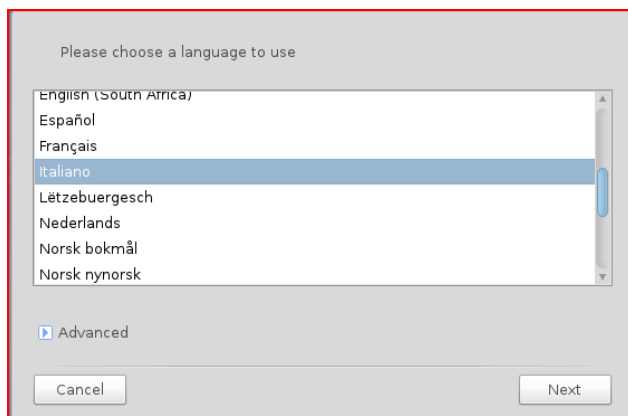 Please choose a language to use
English (South Africa)
Español
Français
Italiano
Lëtzebuergesch
Nederlands
Norsk bokmål
Norsk nynorsk
Advanced
Cancel
Next